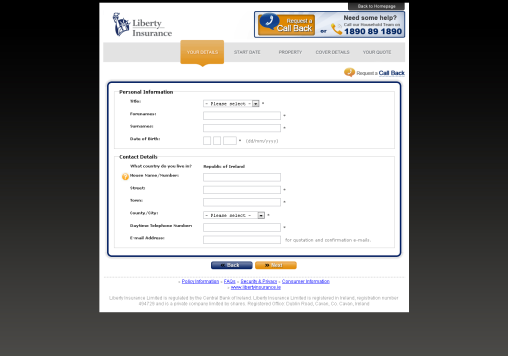 Back to Homepage
Liberty
Insurance
Request a
Call Back
or
Need some help?
Call our Household Team on
1890 89 1890
YOUR DETAILS
START DATE
PROPERTY
COVER DETAILS
YOUR QUOTE
Request a Call Back
Personal Information
Title:
- Please select - *
Forenames:
*
Surnames:
*
Date of Birth:
* (dd/mm/yyyy)
Contact Details
What country do you live in?
Republic of Ireland
House Name/Number:
Street:
*
Town:
*
County/City:
- Please select - *
Daytime Telephone Number:
*
E-mail Address:
for quotation and confirmation e-mails
Back
Next
- Policy Information - FAQs - Security & Privacy - Consumer Information
- www.libertyinsurance.ie
Liberty Insurance Limited is regulated by the Central Bank of Ireland. Liberty Insurance Limited is registered in Ireland, registration number
494729 and is a private company limited by shares. Registered Office: Dublin Road, Cavan, Co. Cavan, Ireland